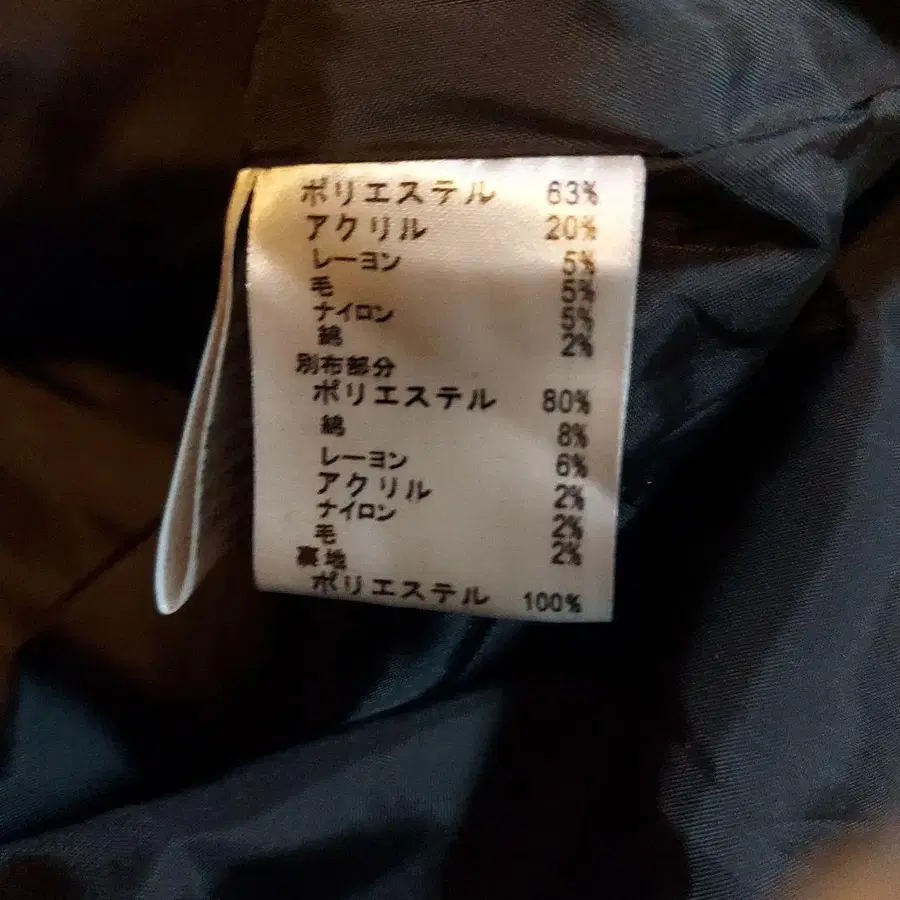 ポリエステル 63%
アクリル 20%
レーヨン 5%
毛 5%
ナイロン 5%
綿 2%
別布部分
ポリエステル 80%
綿 8%
レーヨン 6%
アクリル 2%
ナイロン 2%
毛 2%
裏地
ポリエステル 100%